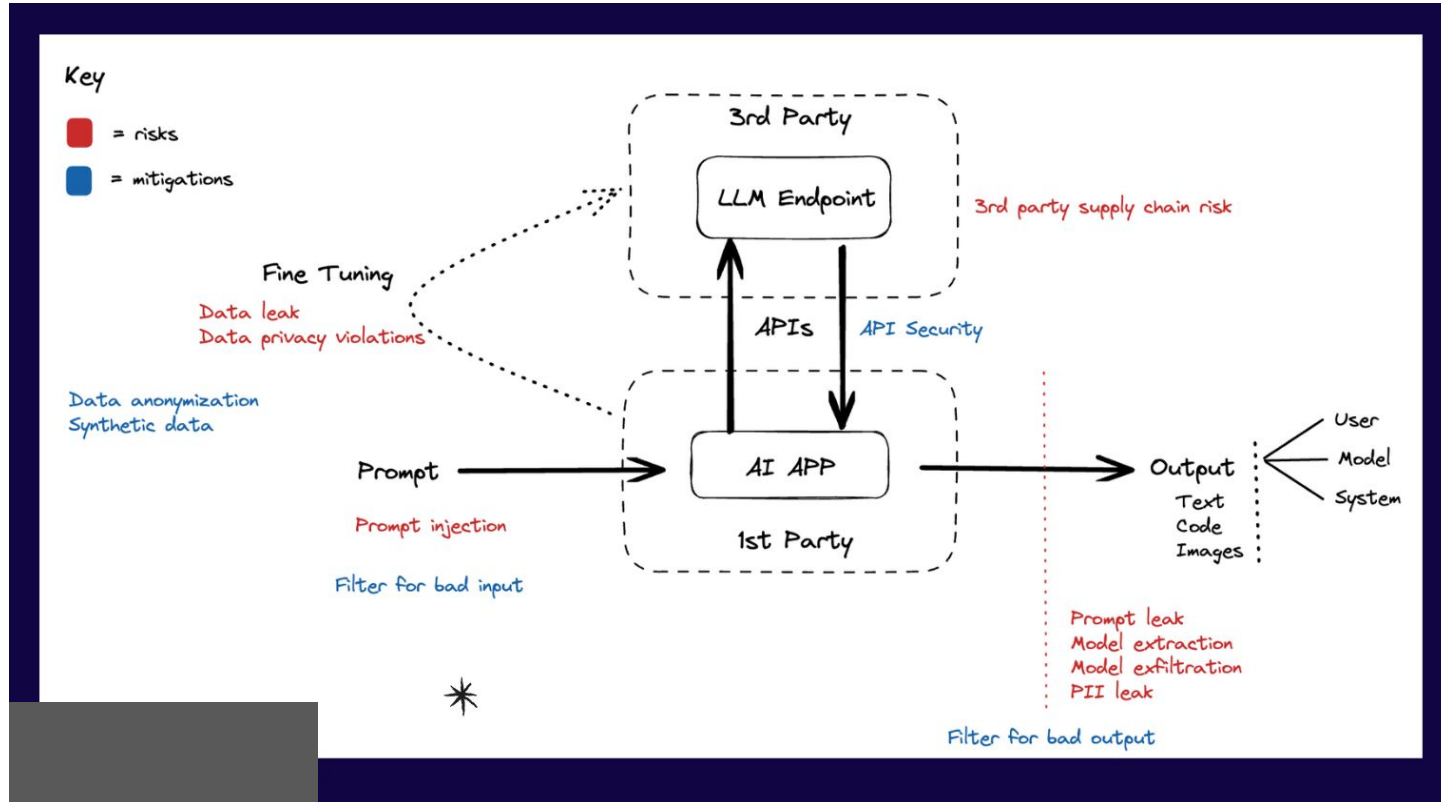 Key
= risks
= mitigations
3rd Party
LLM Endpoint
3rd party supply chain risk
Fine Tuning
Data leak
Data privacy violations
APIs
API Security
Data anonymization
Synthetic data
Prompt
AI APP
Output
Text
Code
Images
User
Model
System
Prompt injection
1st Party
Filter for bad input
Prompt leak
Model extraction
Model exfiltration
PII leak
Filter for bad output